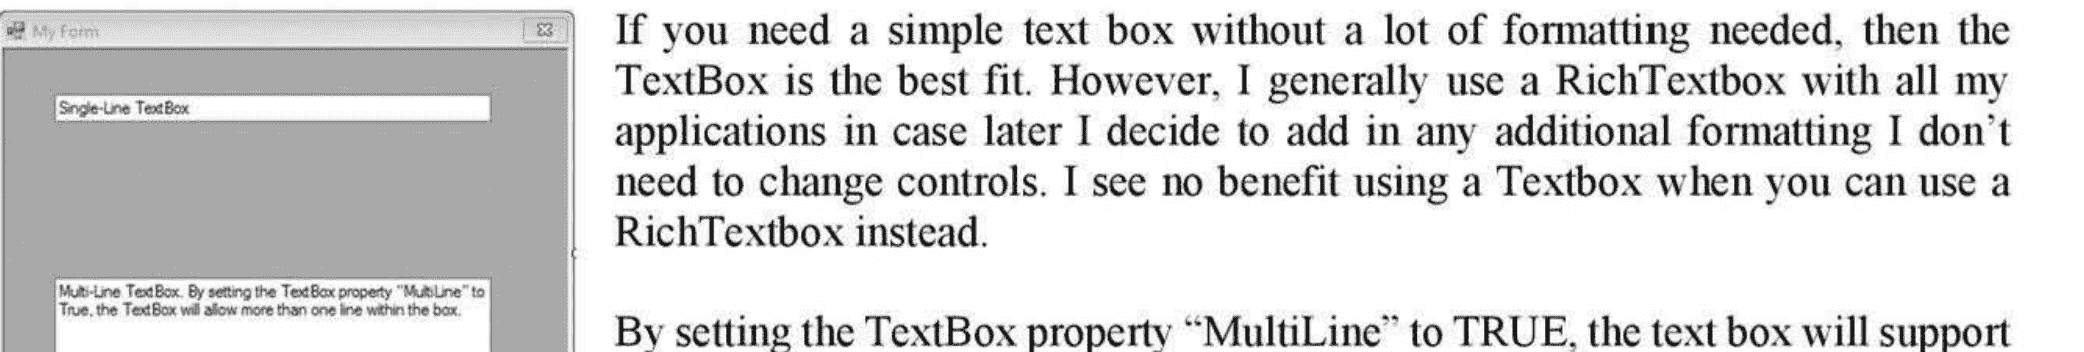 My Form
Single-Line TextBox
Multi-Line TextBox. By setting the TextBox property "MultiLine" to
True, the TextBox will allow more than one line within the box.
If you need a simple text box without a lot of formatting needed, then the
TextBox is the best fit. However, I generally use a RichTextbox with all my
applications in case later I decide to add in any additional formatting I don’t
need to change controls. I see no benefit using a Textbox when you can use a
RichTextbox instead.
By setting the TextBox property “MultiLine” to TRUE, the text box will support